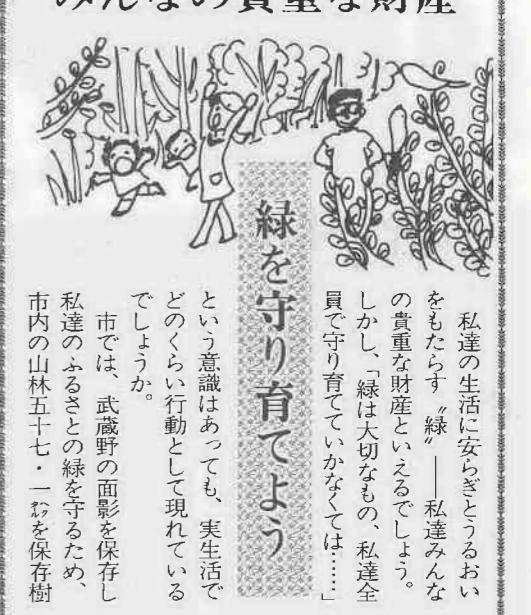 みんなの貴重な財産
緑を守り育てよう
私達の生活に安らぎとうるおい
をもたらす〝緑〟――私達みんな
の貴重な財産といえるでしょう。
しかし、「緑は大切なもの、私達全
員で守り育てていかなくては……」
という意識はあっても、実生活で
どのくらい行動として現れている
でしょうか。
市では、武蔵野の面影を保存し
私達のふるさとの緑を守るため、
市内の山林五十七・一㌶を保存樹